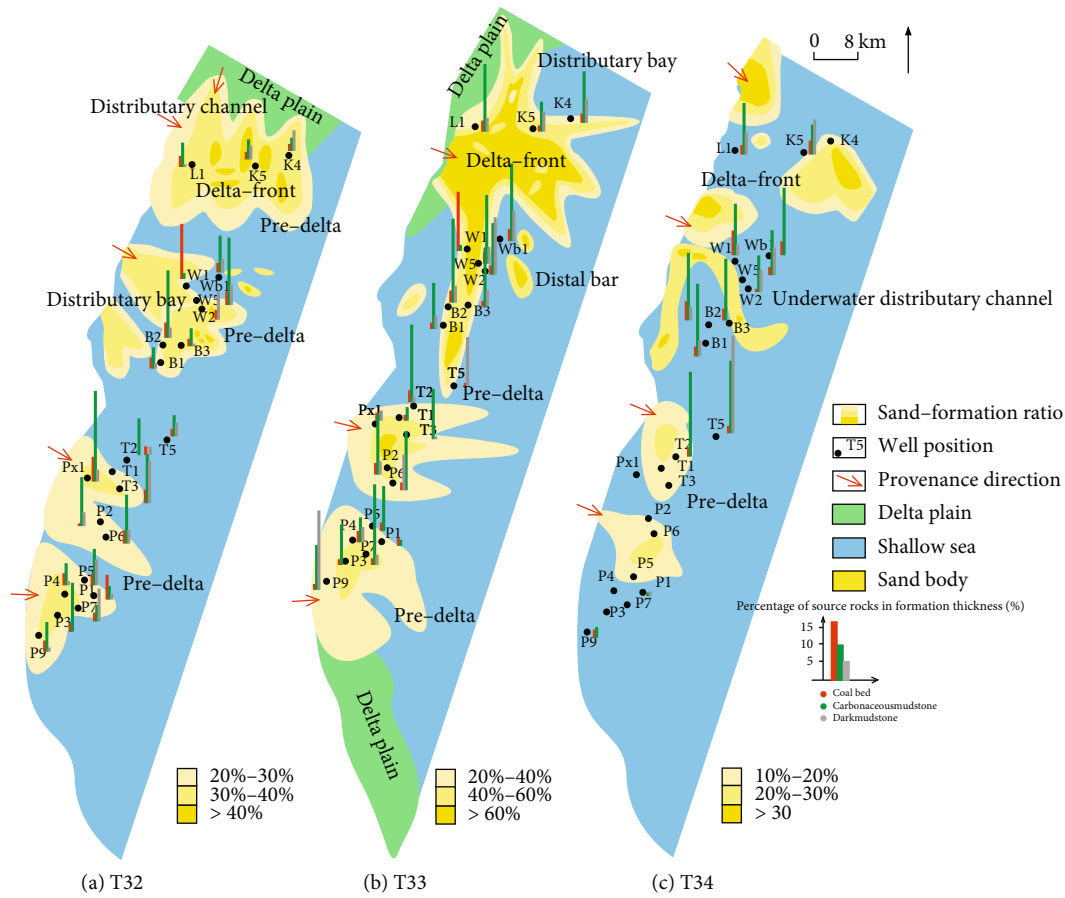 0 8 km
Delta plain
Distributary channel
L1
K5
K4
Delta-front
Pre-delta
Distributary bay
W1
Wb1
W5
W2
Pre-delta
B2
B3
B1
T5
T2
Px1
T1
T3
P2
P6
Pre-delta
P5
P4
P1
P7
P3
P9
20%–30%
30%–40%
> 40%
(a) T32
Delta plain
Distributary bay
L1
K5
K4
Delta-front
W1
Wb1
W5
W2
Distal bar
B2
B3
B1
T5
Pre-delta
T2
Px1
T1
T3
P2
P6
P5
P4
P1
P7
P3
P9
Pre-delta
Delta plain
20%–40%
40%–60%
> 60%
(b) T33
L1
K5
K4
Delta-front
W1
Wb1
W5
W2
Underwater distributary channel
B2
B3
B1
T5
T2
Px1
T1
T3
Pre-delta
P2
P6
P5
P4
P1
P7
P3
P9
10%–20%
20%–30%
> 30
(c) T34
Sand-formation ratio
T5 Well position
Provenance direction
Delta plain
Shallow sea
Sand body
Percentage of source rocks in formation thickness (%)
15
10
5
Coal bed
Carbonaceousmudstone
Darkmudstone